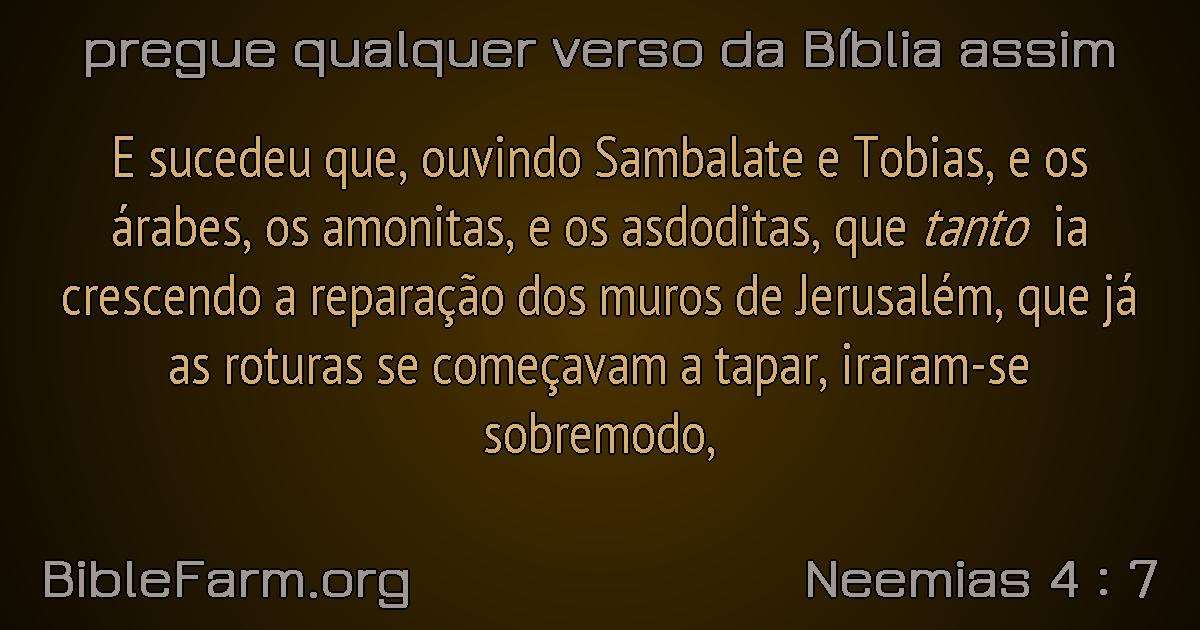 pregue qualquer verso da Bíblia assim
E sucedeu que, ouvindo Sambalate e Tobias, e os
árabes, os amonitas, e os asdoditas, que tanto ia
crescendo a reparação dos muros de Jerusalém, que já
as roturas se começavam a tapar, iraram-se
sobremodo,
BibleFarm.org
Neemias 4 : 7